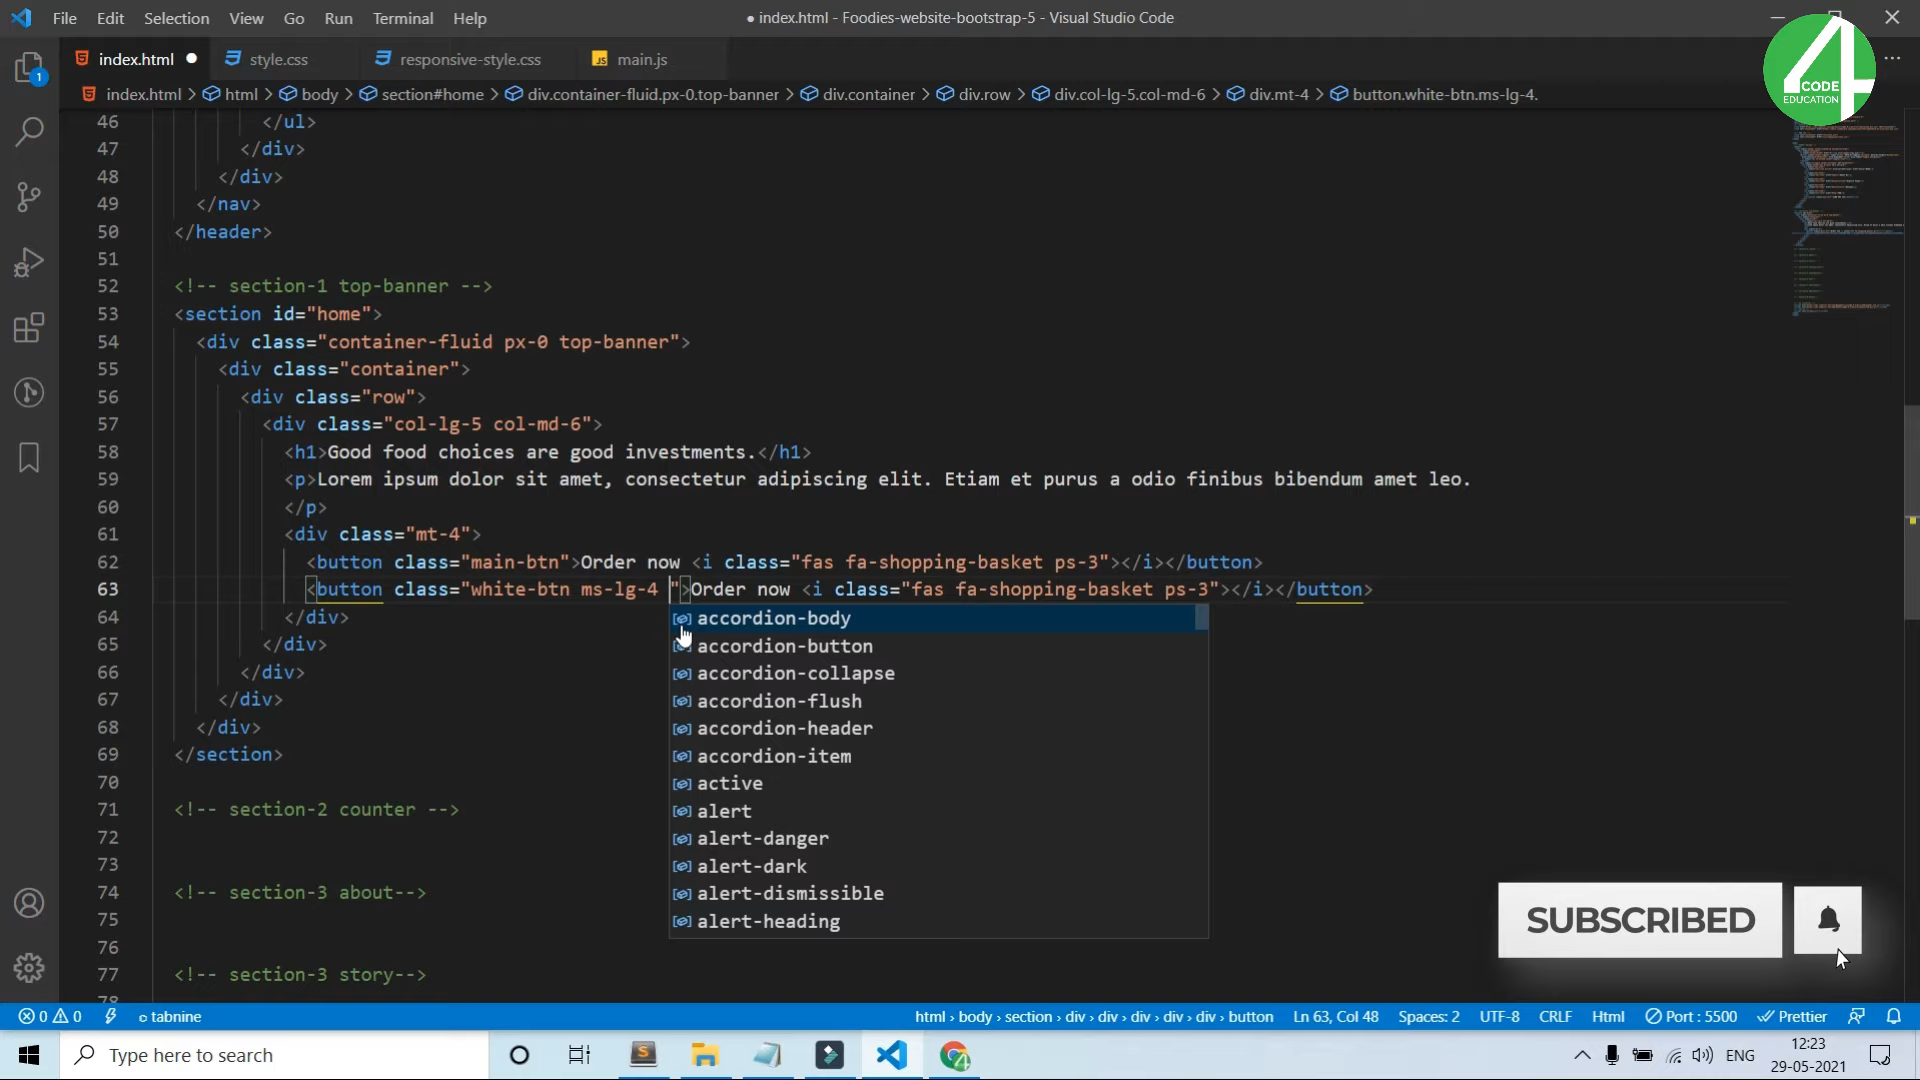 File Edit Selection View Go Run Terminal Help
● index.html - Foodies-website-bootstrap-5 - Visual Studio Code
index.html ● style.css responsive-style.css JS main.js
4 CODE EDUCATION
index.html > html > body > section#home > div.container-fluid.px-0.top-banner > div.container > div.row > div.col-lg-5.col-md-6 > div.mt-4 > button.white-btn.ms-lg-4.
46 </ul>
47 </div>
48 </div>
49 </nav>
50 </header>
51
52 <!-- section-1 top-banner -->
53 <section id="home">
54 <div class="container-fluid px-0 top-banner">
55 <div class="container">
56 <div class="row">
57 <div class="col-lg-5 col-md-6">
58 <h1>Good food choices are good investments.</h1>
59 <p>Lorem ipsum dolor sit amet, consectetur adipiscing elit. Etiam et purus a odio finibus bibendum amet leo.
60 </p>
61 <div class="mt-4">
62 <button class="main-btn">Order now <i class="fas fa-shopping-basket ps-3"></i></button>
63 <button class="white-btn ms-lg-4 ">Order now <i class="fas fa-shopping-basket ps-3"></i></button>
64 </div>
accordion-body
65 </div>
accordion-button
66 </div>
accordion-collapse
67 </div>
accordion-flush
68 </div>
accordion-header
69 </section>
accordion-item
70
active
71 <!-- section-2 counter -->
alert
72
alert-danger
73
alert-dark
74 <!-- section-3 about-->
alert-dismissible
75
alert-heading
76
77 <!-- section-3 story-->
78
SUBSCRIBED
1
0 0 tabnine
html > body > section > div > div > div > div > div > button Ln 63, Col 48 Spaces: 2 UTF-8 CRLF Html Port : 5500 Prettier
Type here to search
ENG
12:23
29-05-2021